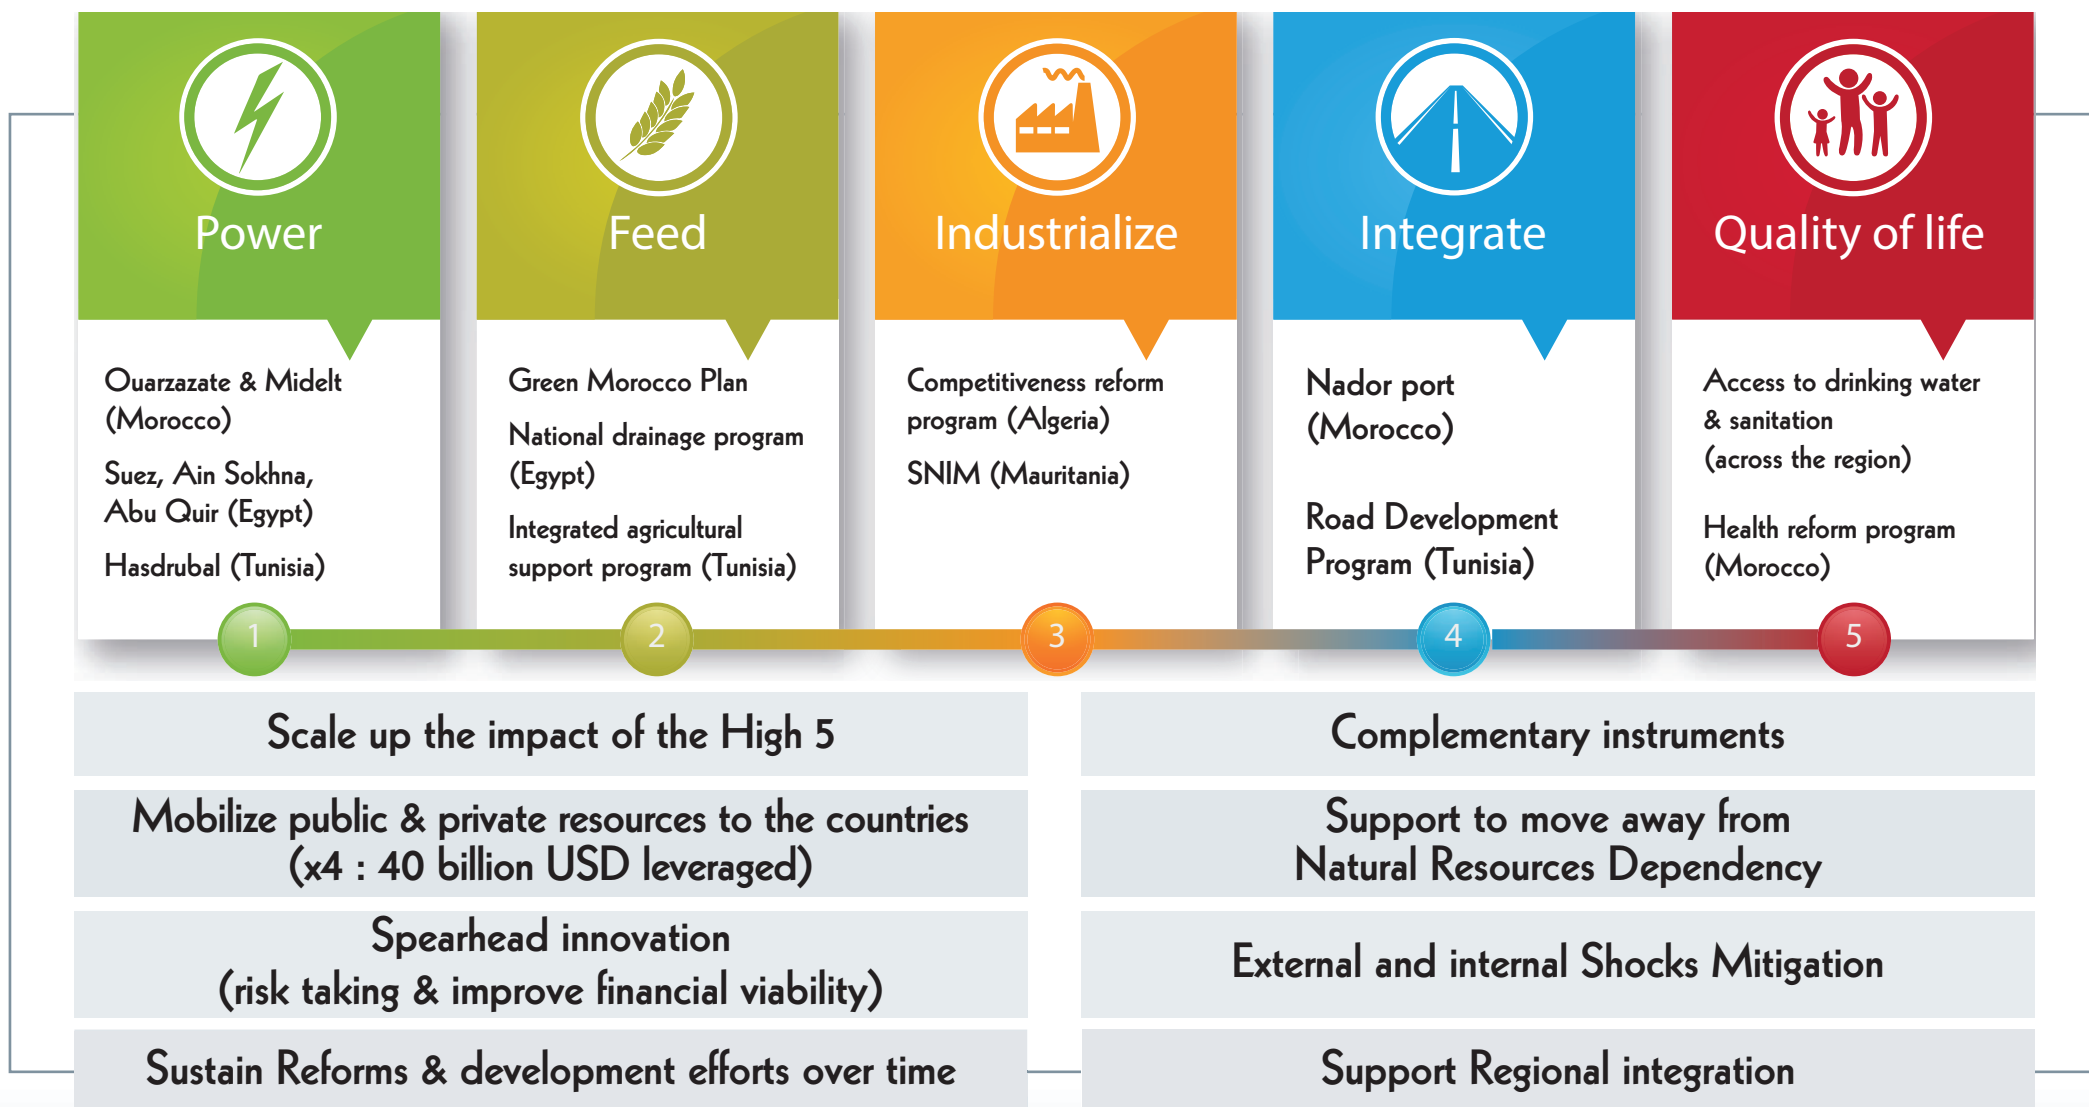 Power
Ouarzazate & Midelt
(Morocco)
Suez, Ain Sokhna,
Abu Quir (Egypt)
Hasdrubal (Tunisia)
1
Feed
Green Morocco Plan
National drainage program
(Egypt)
Integrated agricultural
support program (Tunisia)
2
Industrialize
Competitiveness reform
program (Algeria)
SNIM (Mauritania)
3
Integrate
Nador port
(Morocco)
Road Development
Program (Tunisia)
4
Quality of life
Access to drinking water
& sanitation
(across the region)
Health reform program
(Morocco)
5
Scale up the impact of the High 5
Mobilize public & private resources to the countries
(x4 : 40 billion USD leveraged)
Spearhead innovation
(risk taking & improve financial viability)
Sustain Reforms & development efforts over time
Complementary instruments
Support to move away from
Natural Resources Dependency
External and internal Shocks Mitigation
Support Regional integration